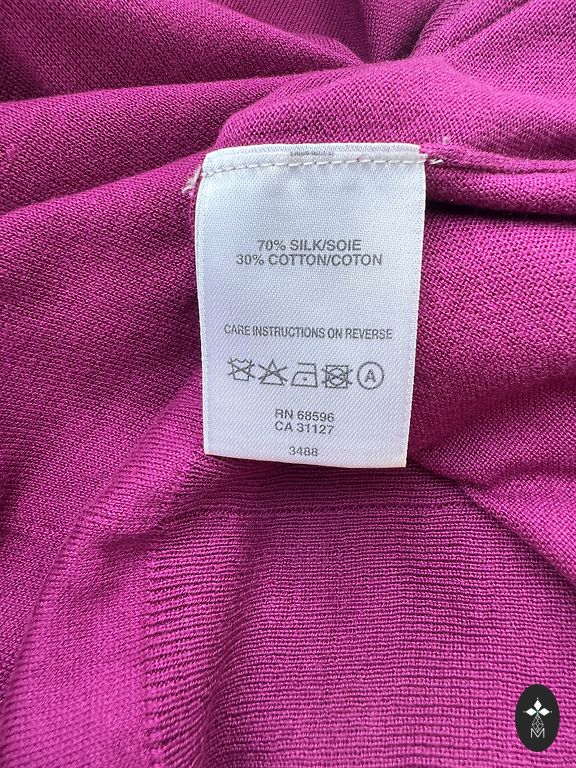 70% SILK/SOIE
30% COTTON/COTON
CARE INSTRUCTIONS ON REVERSE
A
RN 68596
CA 31127
3488